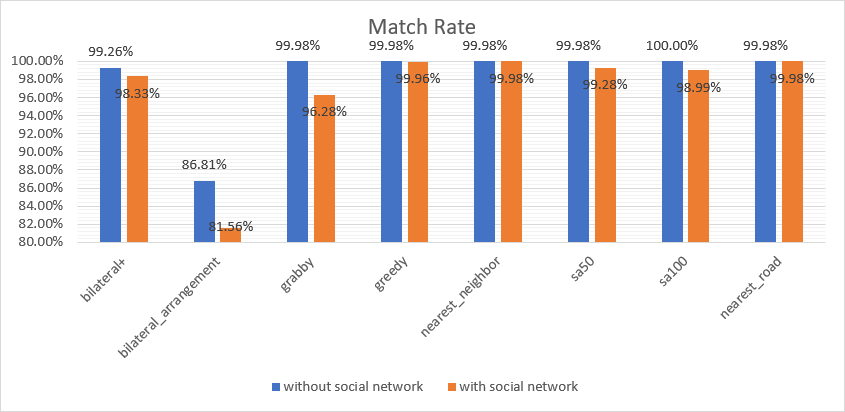 Match Rate
99.26% 99.98% 99.98% 99.98% 99.98% 100.00% 99.98%
100.00%
98.00%
96.00%
94.00%
92.00%
90.00%
88.00%
86.00%
84.00%
82.00%
80.00%
98.33% 96.28% 99.96% 99.98% 99.28% 98.99% 99.98%
86.81%
81.56%
bilateral+
bilateral_arrangement
grabby
greedy
nearest_neighbor
sa50
sa100
nearest_road
without social network with social network